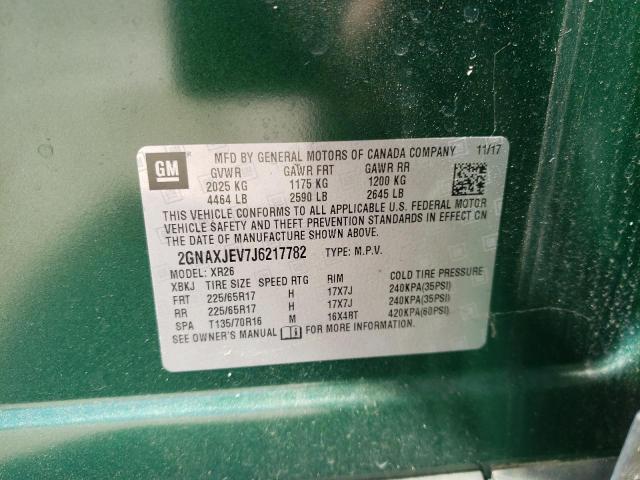 GM
MFD BY GENERAL MOTORS OF CANADA COMPANY 11/17
GVWR GAWR FRT GAWR RR
2025 KG 1175 KG 1200 KG
4464 LB 2590 LB 2645 LB
THIS VEHICLE CONFORMS TO ALL APPLICABLE U.S. FEDERAL MOTOR
VEHICLE SAFETY AND THEFT PREVENTION STANDARDS IN EFFECT ON
THE DATE OF MANUFACTURE SHOWN ABOVE.
2GNAXJEV7J6217782 TYPE: M.P.V.
MODEL: XR26
XBKJ TIRE SIZE SPEED RTG RIM COLD TIRE PRESSURE
FRT 225/65R17 H 17X7J 240KPA(35PSI)
RR 225/65R17 H 17X7J 240KPA(35PSI)
SPA T135/70R16 M 16X4BT 420KPA(60PSI)
SEE OWNER'S MANUAL FOR MORE INFORMATION.